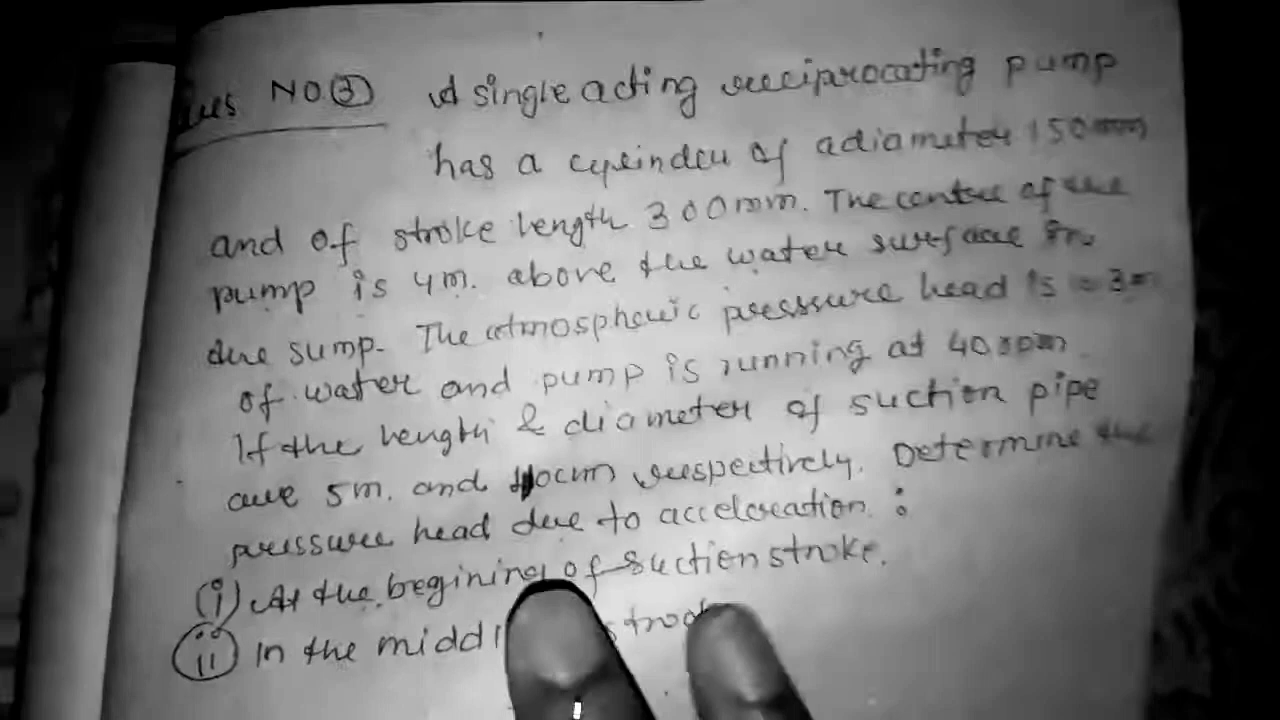 Ques NO ③ A single acting reciprocating pump
has a cylinder of a diameter 150mm
and of stroke length 300mm. The centre of the
pump is 4m. above the water surface in
the sump. The atmospheric pressure head is
of water and pump is running at 40 rpm
If the length & diameter of suction pipe
are 5m. and 10cm respectively. Determine the
pressure head due to acceleration :
(i) At the begining of suction stroke.
(ii) In the middl